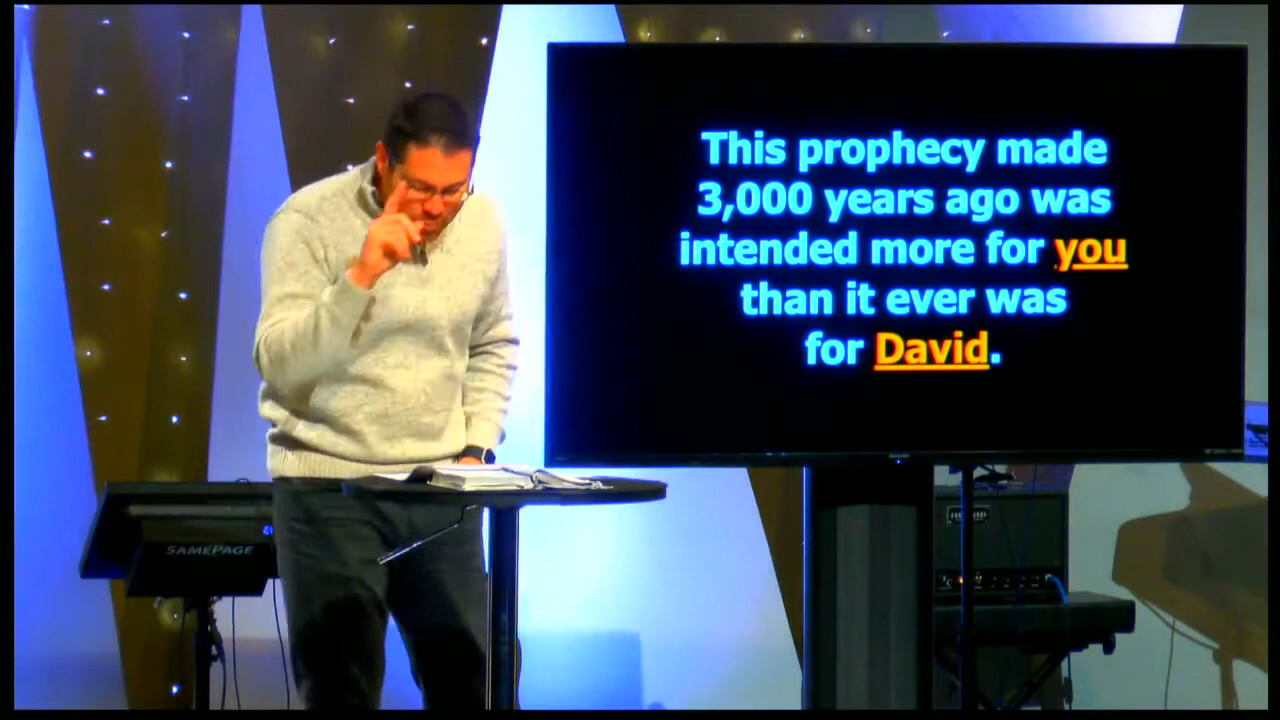 This prophecy made
3,000 years ago was
intended more for you
than it ever was
for David.
SAMEPAGE